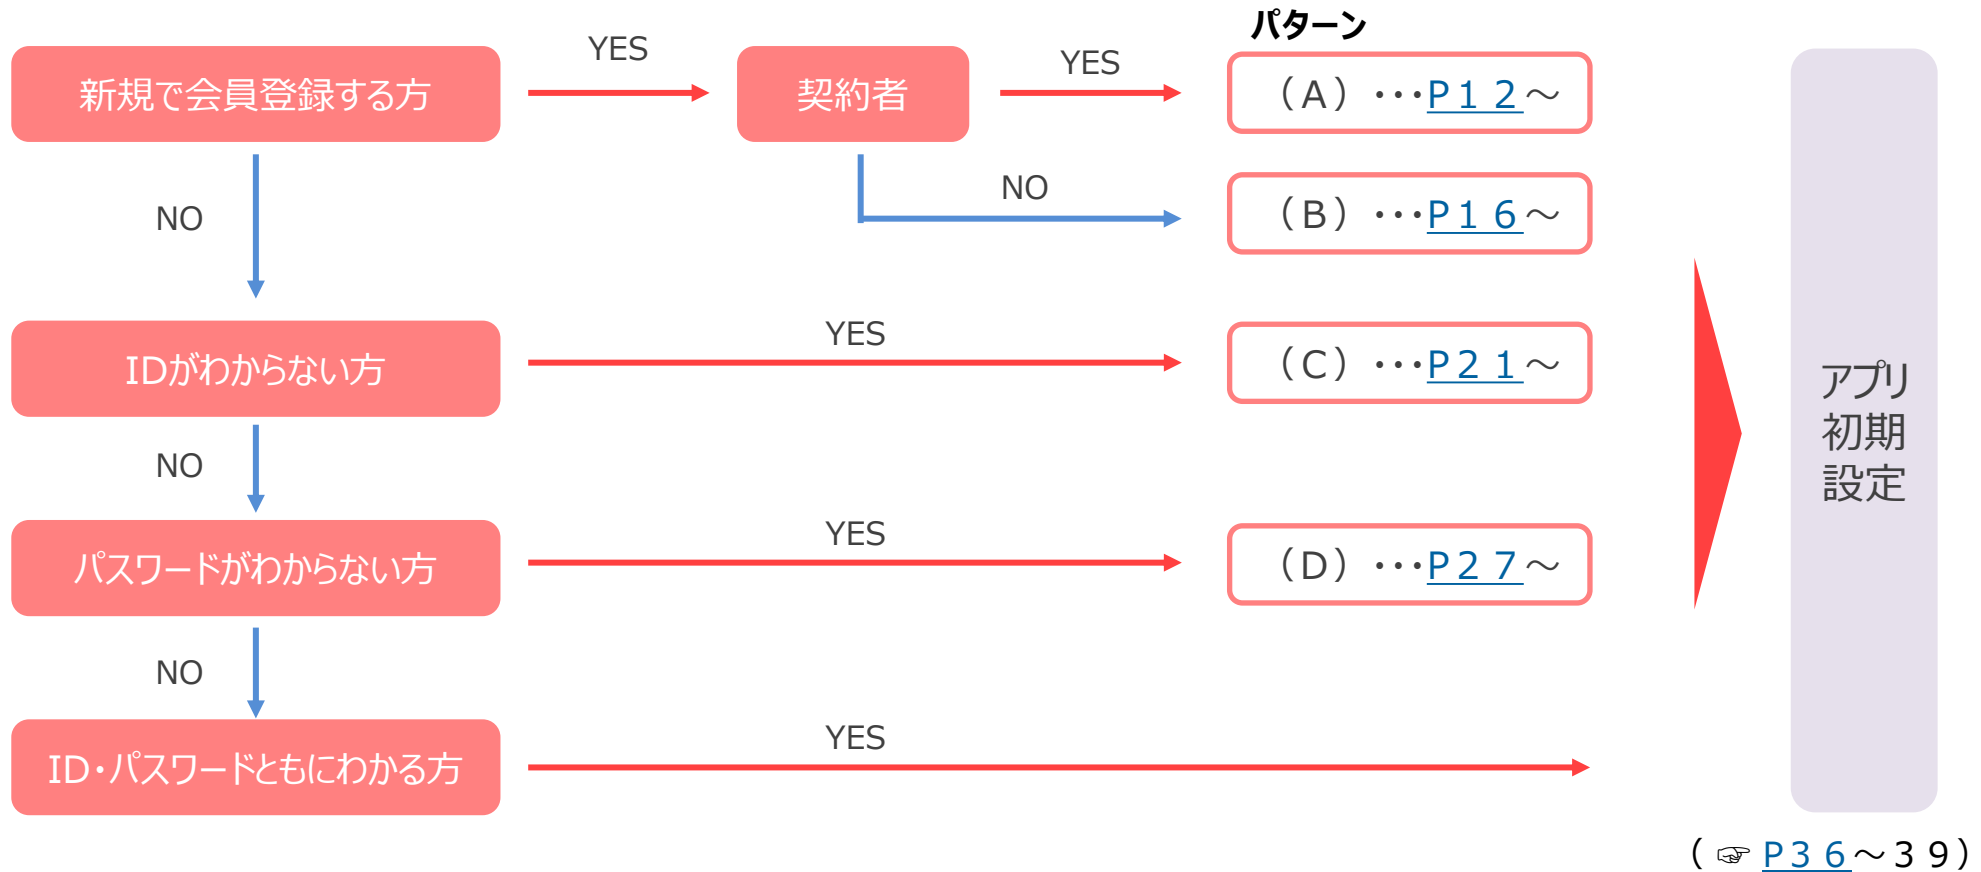 パターン
新規で会員登録する方
YES
契約者
YES
（A）・・・P12～
NO
NO
（B）・・・P16～
IDがわからない方
YES
（C）・・・P21～
NO
パスワードがわからない方
YES
（D）・・・P27～
NO
ID・パスワードともにわかる方
YES
アプリ
初期
設定
（☞ P36～39）